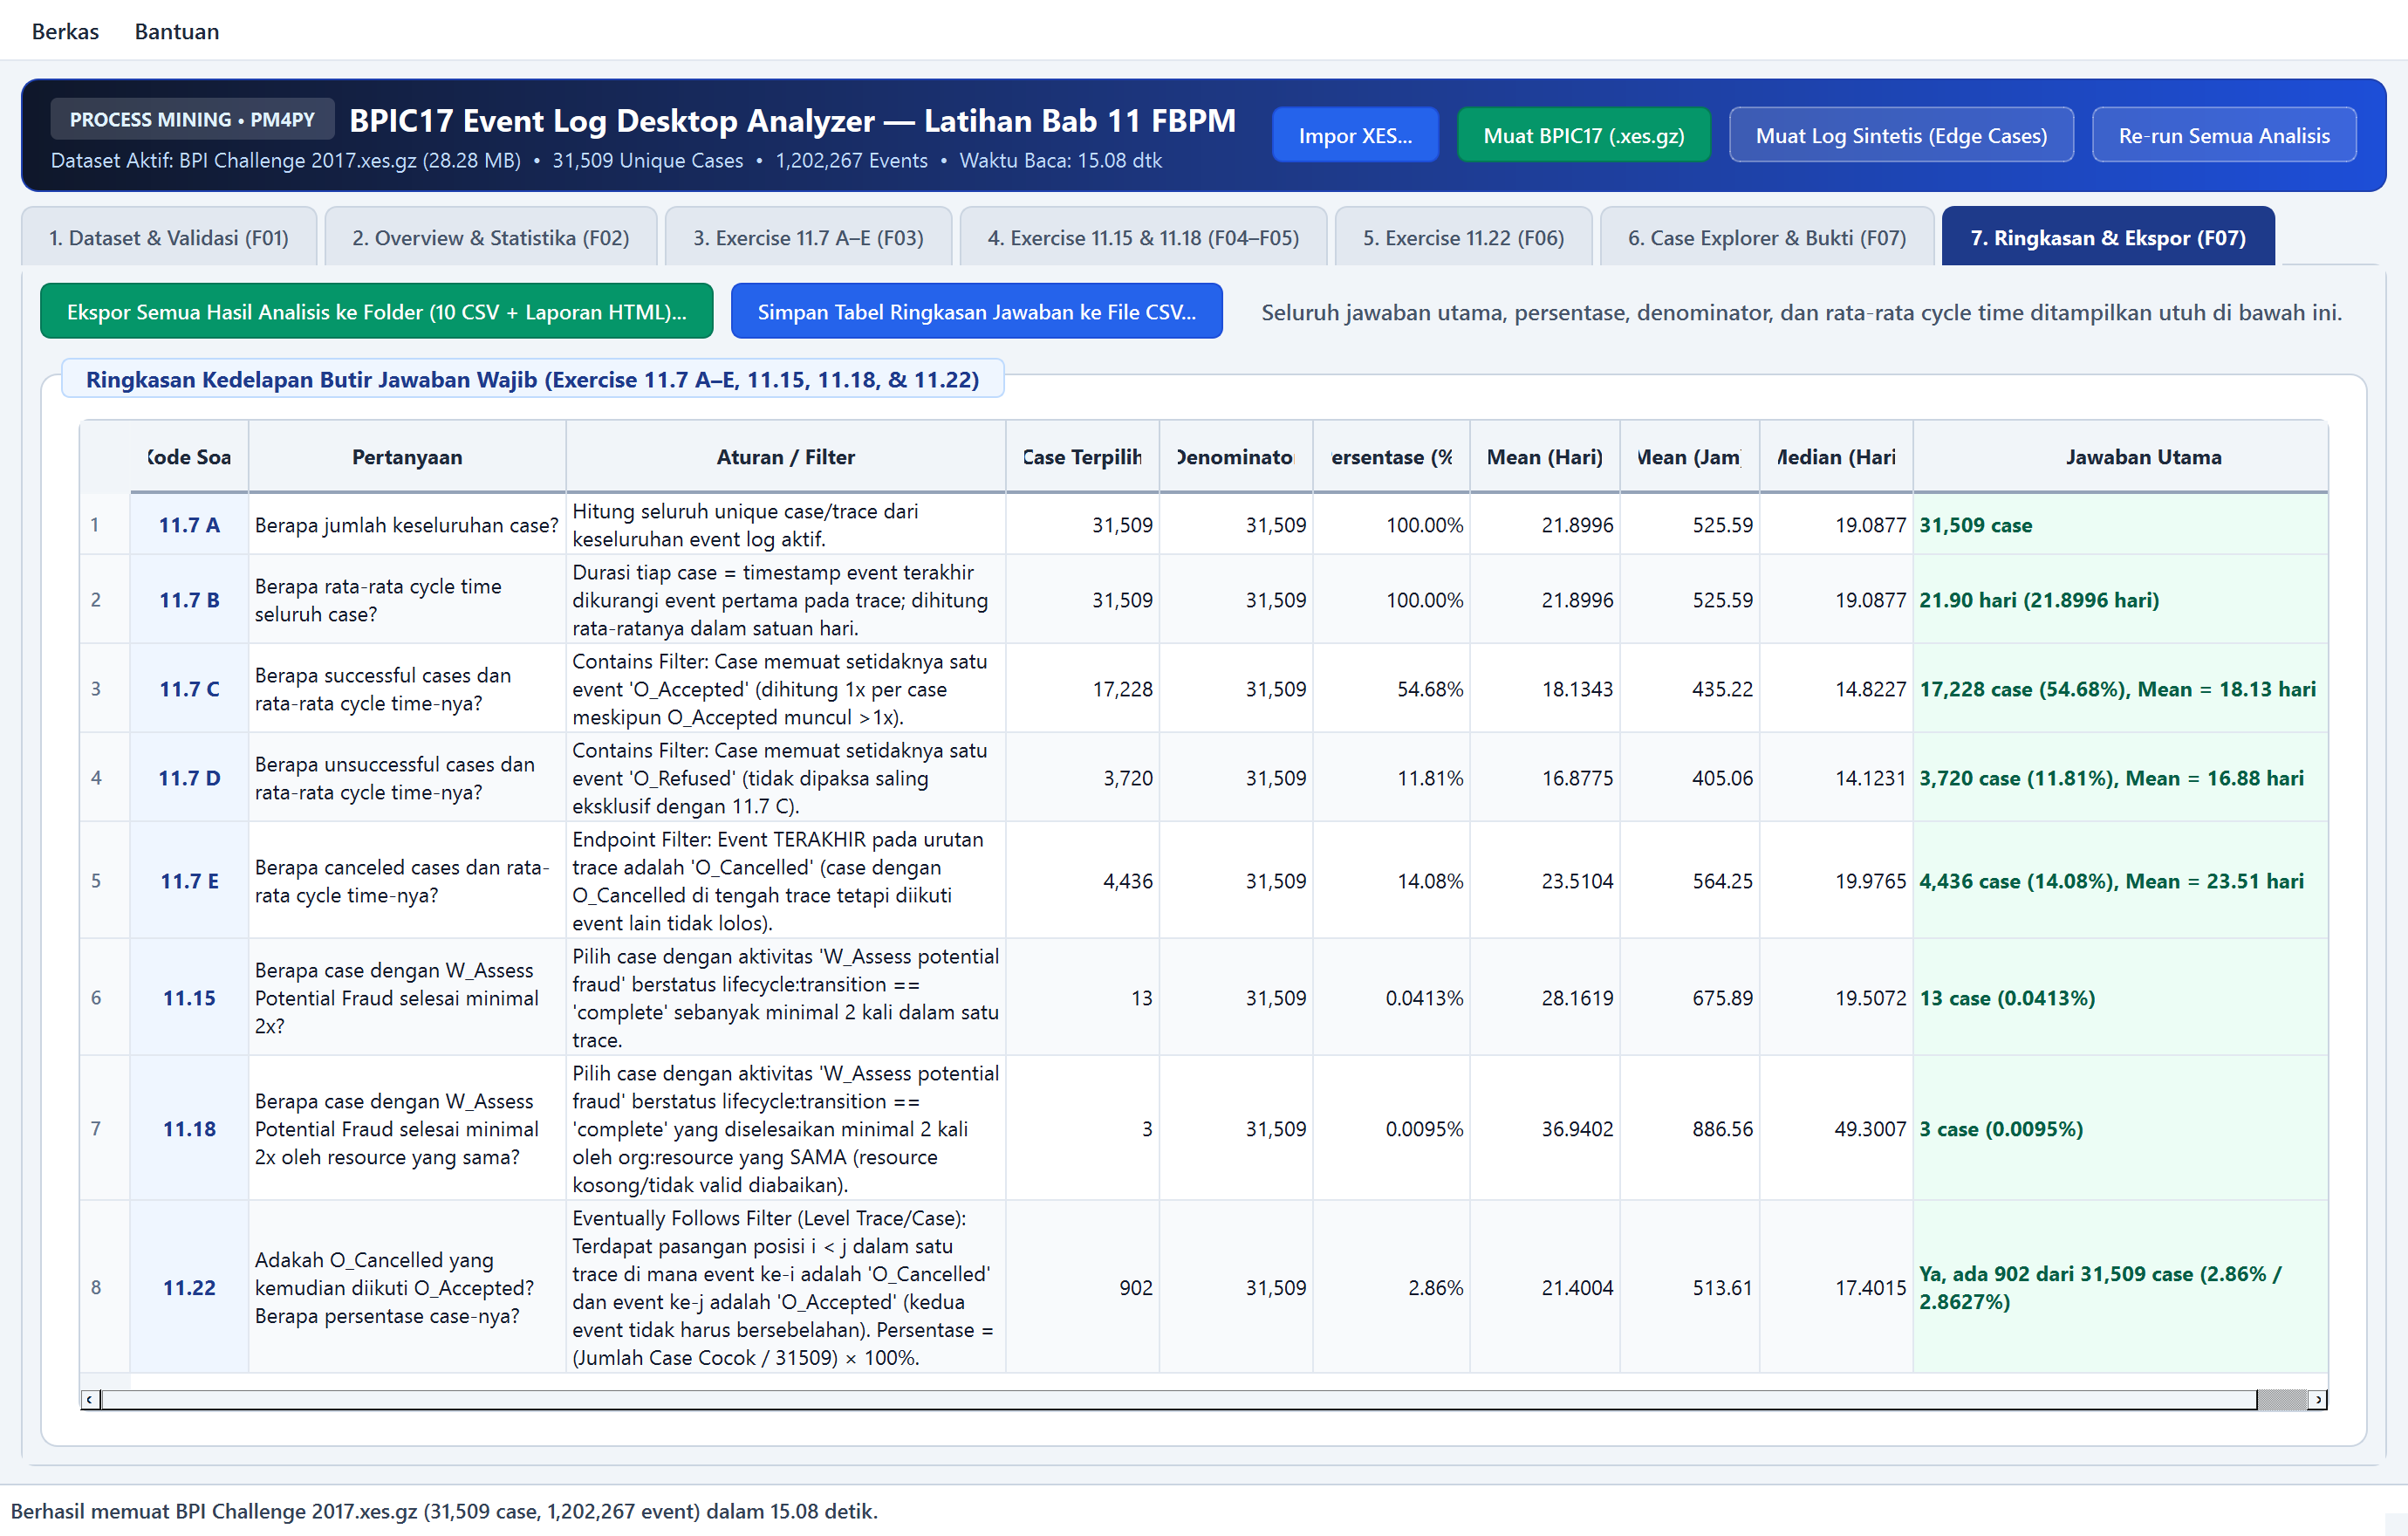 Berkas Bantuan
PROCESS MINING • PM4PY BPIC17 Event Log Desktop Analyzer — Latihan Bab 11 FBPM
Dataset Aktif: BPI Challenge 2017.xes.gz (28.28 MB) • 31,509 Unique Cases • 1,202,267 Events • Waktu Baca: 15.08 dtk
Impor XES... Muat BPIC17 (.xes.gz) Muat Log Sintetis (Edge Cases) Re-run Semua Analisis
1. Dataset & Validasi (F01) 2. Overview & Statistika (F02) 3. Exercise 11.7 A–E (F03) 4. Exercise 11.15 & 11.18 (F04–F05) 5. Exercise 11.22 (F06) 6. Case Explorer & Bukti (F07) 7. Ringkasan & Ekspor (F07)
Ekspor Semua Hasil Analisis ke Folder (10 CSV + Laporan HTML)... Simpan Tabel Ringkasan Jawaban ke File CSV... Seluruh jawaban utama, persentase, denominator, dan rata-rata cycle time ditampilkan utuh di bawah ini.
Ringkasan Kedelapan Butir Jawaban Wajib (Exercise 11.7 A–E, 11.15, 11.18, & 11.22)
Kode Soa Pertanyaan Aturan / Filter Case Terpilih Denominato ersentase (% Mean (Hari) Mean (Jam) Median (Hari Jawaban Utama
1 11.7 A Berapa jumlah keseluruhan case?
Hitung seluruh unique case/trace dari
keseluruhan event log aktif.
31,509 31,509 100.00% 21.8996 525.59 19.0877 31,509 case
2 11.7 B
Berapa rata-rata cycle time
seluruh case?
Durasi tiap case = timestamp event terakhir
dikurangi event pertama pada trace; dihitung
rata-ratanya dalam satuan hari.
31,509 31,509 100.00% 21.8996 525.59 19.0877 21.90 hari (21.8996 hari)
3 11.7 C
Berapa successful cases dan
rata-rata cycle time-nya?
Contains Filter: Case memuat setidaknya satu
event 'O_Accepted' (dihitung 1x per case
meskipun O_Accepted muncul >1x).
17,228 31,509 54.68% 18.1343 435.22 14.8227 17,228 case (54.68%), Mean = 18.13 hari
4 11.7 D
Berapa unsuccessful cases dan
rata-rata cycle time-nya?
Contains Filter: Case memuat setidaknya satu
event 'O_Refused' (tidak dipaksa saling
eksklusif dengan 11.7 C).
3,720 31,509 11.81% 16.8775 405.06 14.1231 3,720 case (11.81%), Mean = 16.88 hari
5 11.7 E
Berapa canceled cases dan rata-
rata cycle time-nya?
Endpoint Filter: Event TERAKHIR pada urutan
trace adalah 'O_Cancelled' (case dengan
O_Cancelled di tengah trace tetapi diikuti
event lain tidak lolos).
4,436 31,509 14.08% 23.5104 564.25 19.9765 4,436 case (14.08%), Mean = 23.51 hari
6 11.15
Berapa case dengan W_Assess
Potential Fraud selesai minimal
2x?
Pilih case dengan aktivitas 'W_Assess potential
fraud' berstatus lifecycle:transition ==
'complete' sebanyak minimal 2 kali dalam satu
trace.
13 31,509 0.0413% 28.1619 675.89 19.5072 13 case (0.0413%)
7 11.18
Berapa case dengan W_Assess
Potential Fraud selesai minimal
2x oleh resource yang sama?
Pilih case dengan aktivitas 'W_Assess potential
fraud' berstatus lifecycle:transition ==
'complete' yang diselesaikan minimal 2 kali
oleh org:resource yang SAMA (resource
kosong/tidak valid diabaikan).
3 31,509 0.0095% 36.9402 886.56 49.3007 3 case (0.0095%)
8 11.22
Adakah O_Cancelled yang
kemudian diikuti O_Accepted?
Berapa persentase case-nya?
Eventually Follows Filter (Level Trace/Case):
Terdapat pasangan posisi i < j dalam satu
trace di mana event ke-i adalah 'O_Cancelled'
dan event ke-j adalah 'O_Accepted' (kedua
event tidak harus bersebelahan). Persentase =
(Jumlah Case Cocok / 31509) × 100%.
902 31,509 2.86% 21.4004 513.61 17.4015
Ya, ada 902 dari 31,509 case (2.86% /
2.8627%)
Berhasil memuat BPI Challenge 2017.xes.gz (31,509 case, 1,202,267 event) dalam 15.08 detik.